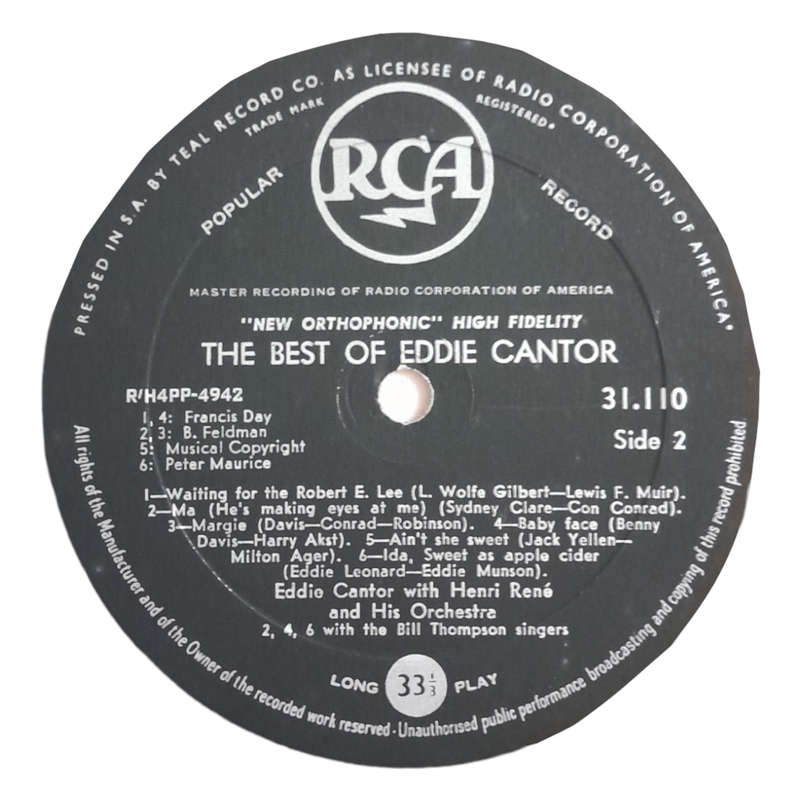 PRESSED IN S.A. BY TEAL RECORD CO. AS LICENSEE OF RADIO CORPORATION OF AMERICA.
TRADE MARK REGISTERED.
RCA
POPULAR RECORD
MASTER RECORDING OF RADIO CORPORATION OF AMERICA
"NEW ORTHOPHONIC" HIGH FIDELITY
THE BEST OF EDDIE CANTOR
R/H4PP-4942
31.110
1, 4: Francis Day
2, 3: B. Feldman
5: Musical Copyright
6: Peter Maurice
Side 2
1—Waiting for the Robert E. Lee (L. Wolfe Gilbert—Lewis F. Muir).
2—Ma (He's making eyes at me) (Sydney Clare—Con Conrad).
3—Margie (Davis—Conrad—Robinson). 4—Baby face (Benny
Davis—Harry Akst). 5—Ain't she sweet (Jack Yellen—
Milton Ager). 6—Ida, Sweet as apple cider
(Eddie Leonard—Eddie Munson).
Eddie Cantor with Henri René
and His Orchestra
2, 4, 6 with the Bill Thompson singers
LONG 33⅓ PLAY
All rights of the Manufacturer and of the Owner of the recorded work reserved · Unauthorised public performance broadcasting and copying of this record prohibited